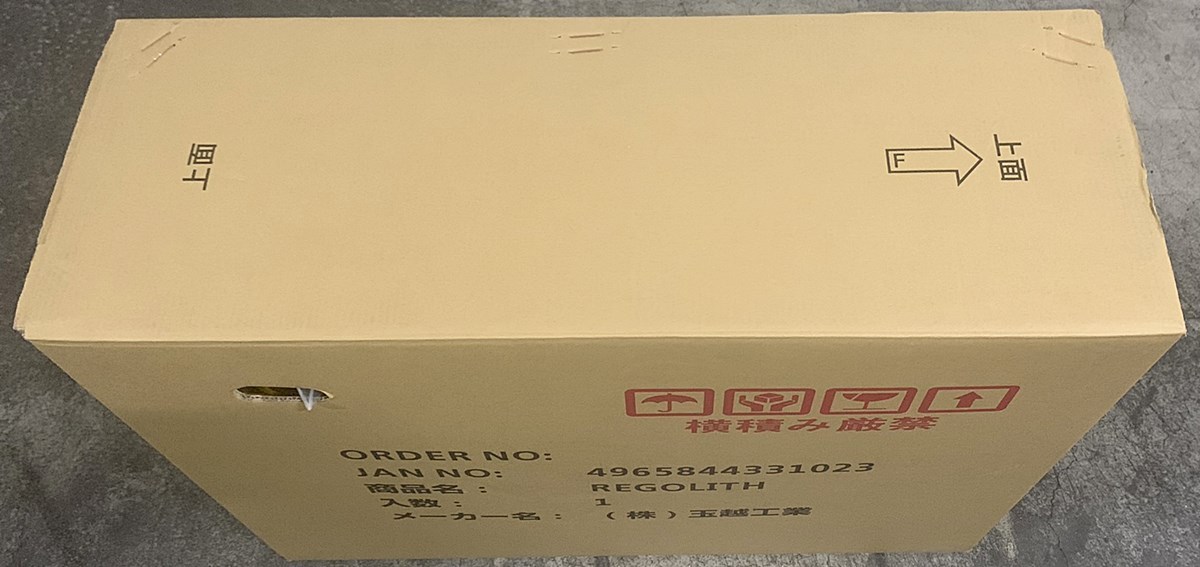 上面
F
上面
横積み厳禁
ORDER NO:
JAN NO: 4965844331023
商品名: REGOLITH
入数: 1
メーカー名: (株)玉越工業